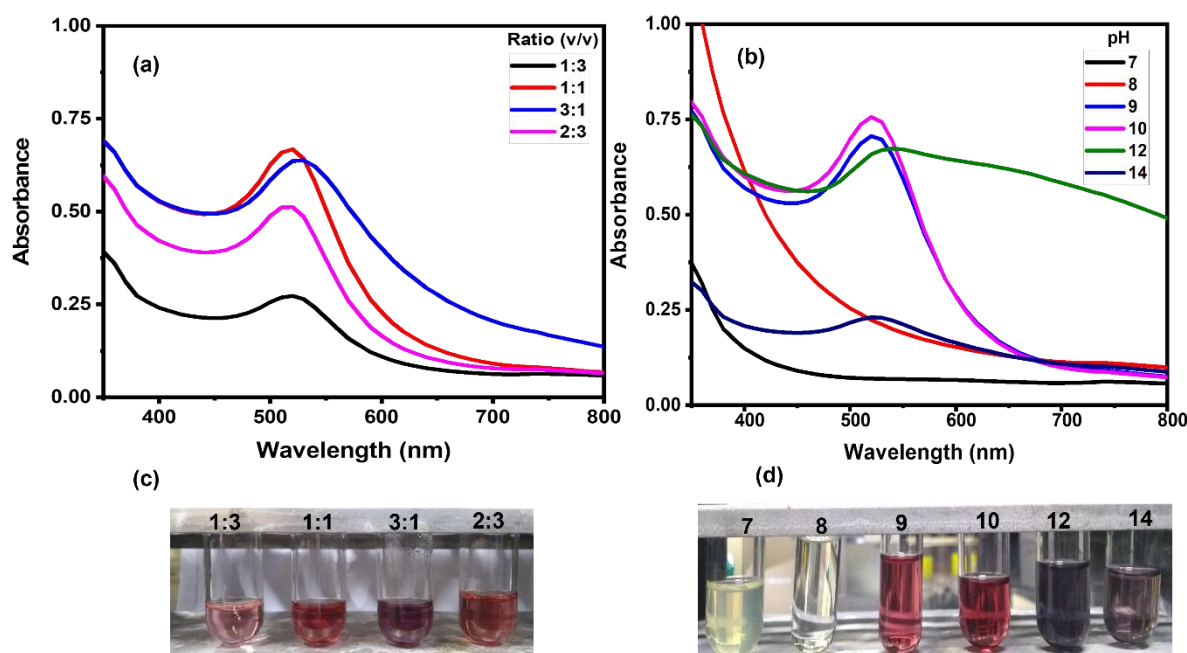 (a)
Ratio (v/v)
1:3
1:1
3:1
2:3
1.00
0.75
0.50
0.25
0.00
Absorbance
400 500 600 700 800
Wavelength (nm)
(b)
pH
7
8
9
10
12
14
1.00
0.75
0.50
0.25
0.00
Absorbance
400 500 600 700 800
Wavelength (nm)
(c)
1:3 1:1 3:1 2:3
(d)
7 8 9 10 12 14